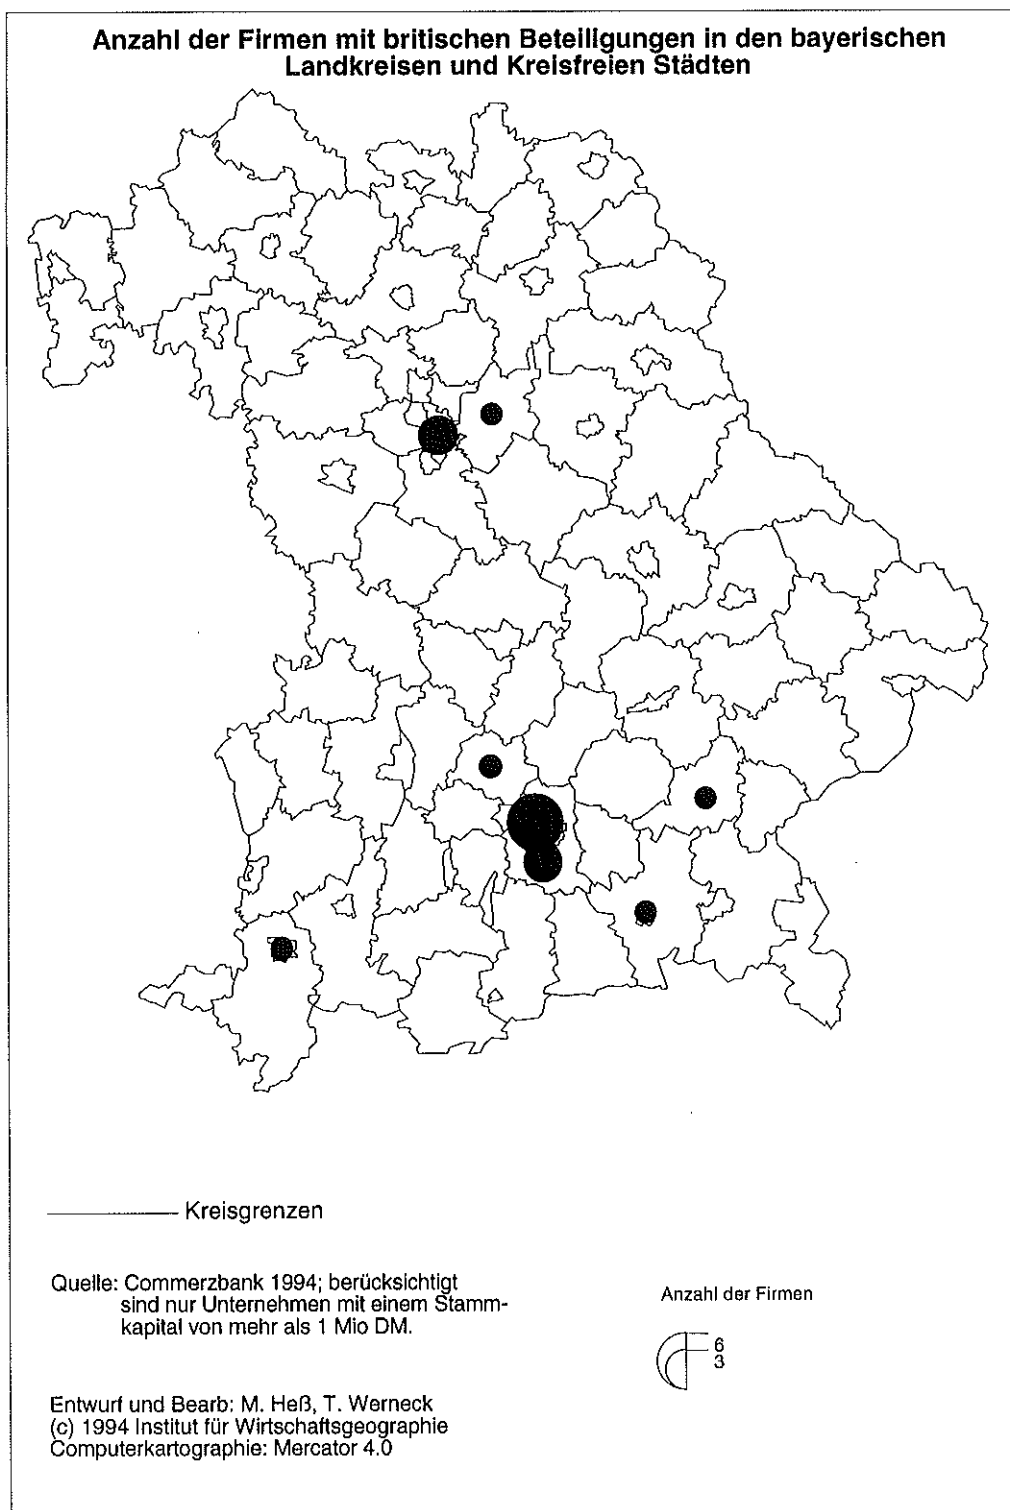 Anzahl der Firmen mit britischen Beteiligungen in den bayerischen
Landkreisen und Kreisfreien Städten
Kreisgrenzen
Quelle: Commerzbank 1994; berücksichtigt
sind nur Unternehmen mit einem Stamm-
kapital von mehr als 1 Mio DM.
Anzahl der Firmen
6
3
Entwurf und Bearb: M. Heß, T. Werneck
(c) 1994 Institut für Wirtschaftsgeographie
Computerkartographie: Mercator 4.0